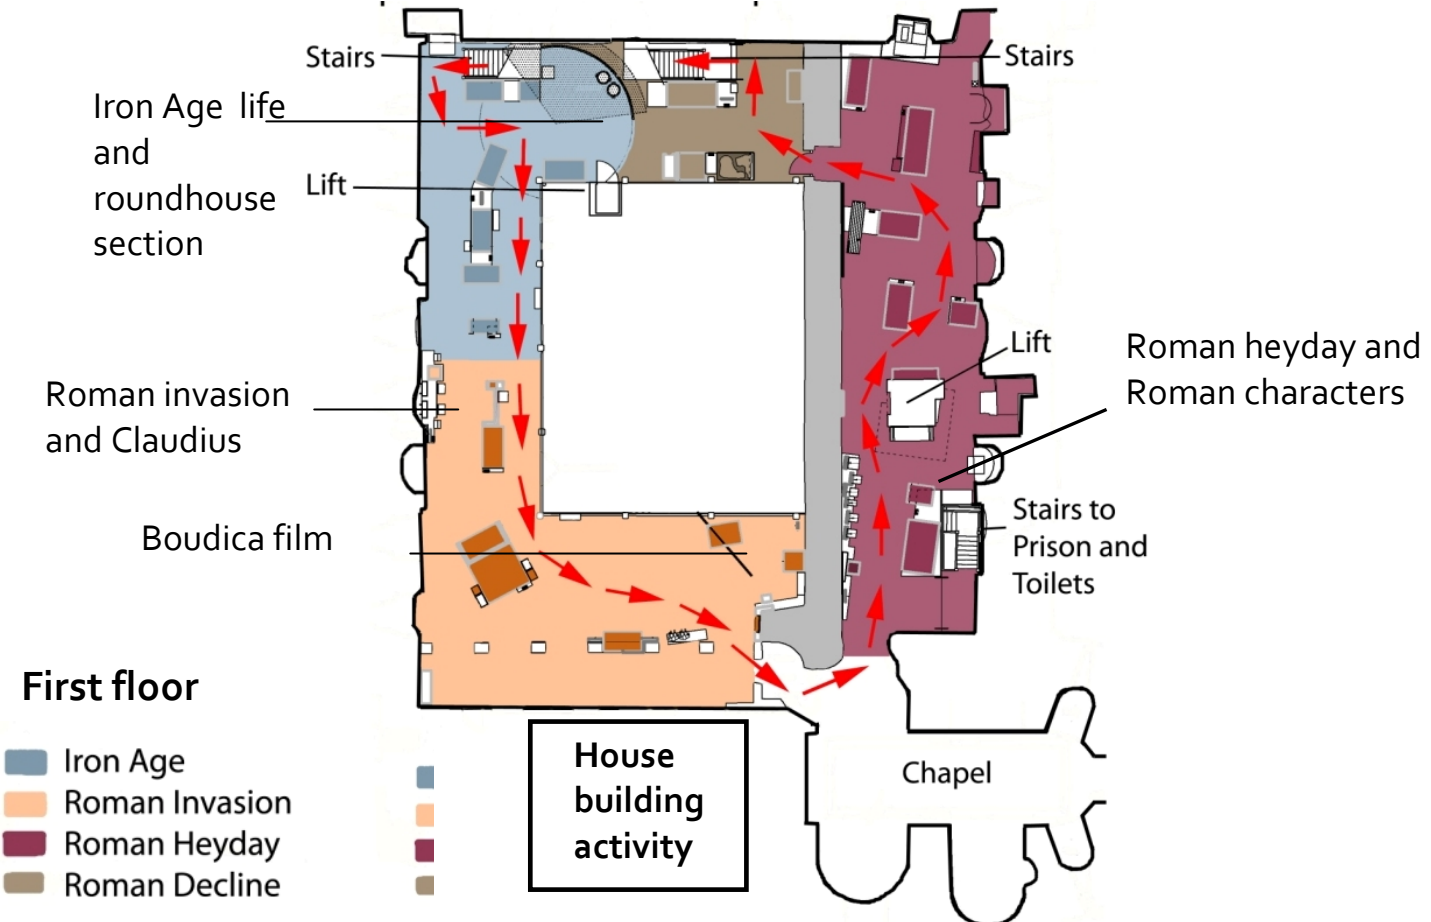 Stairs
Stairs
Iron Age life
and
roundhouse
section
Lift
Lift
Roman heyday and
Roman characters
Roman invasion
and Claudius
Boudica film
Stairs to
Prison and
Toilets
First floor
Iron Age
Roman Invasion
Roman Heyday
Roman Decline
House
building
activity
Chapel